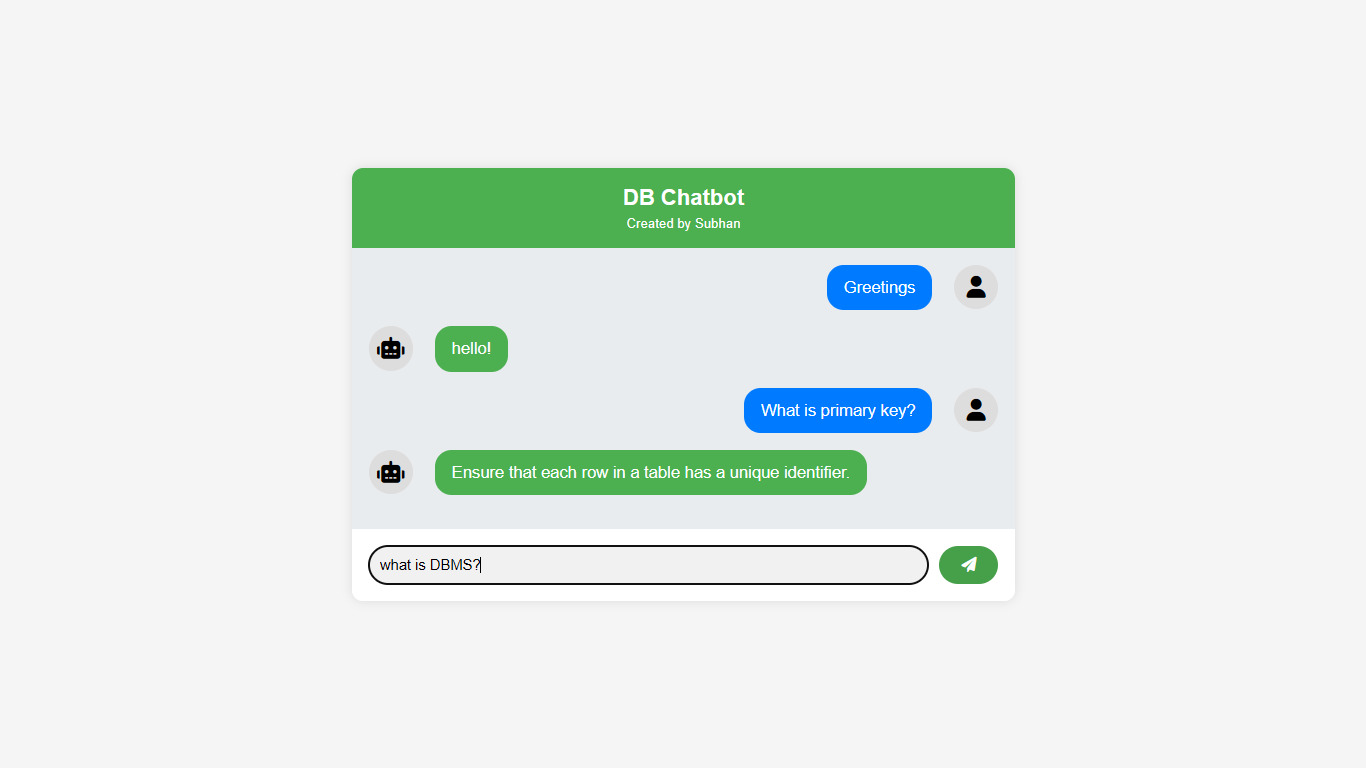 DB Chatbot
Created by Subhan
Greetings
hello!
What is primary key?
Ensure that each row in a table has a unique identifier.
what is DBMS?